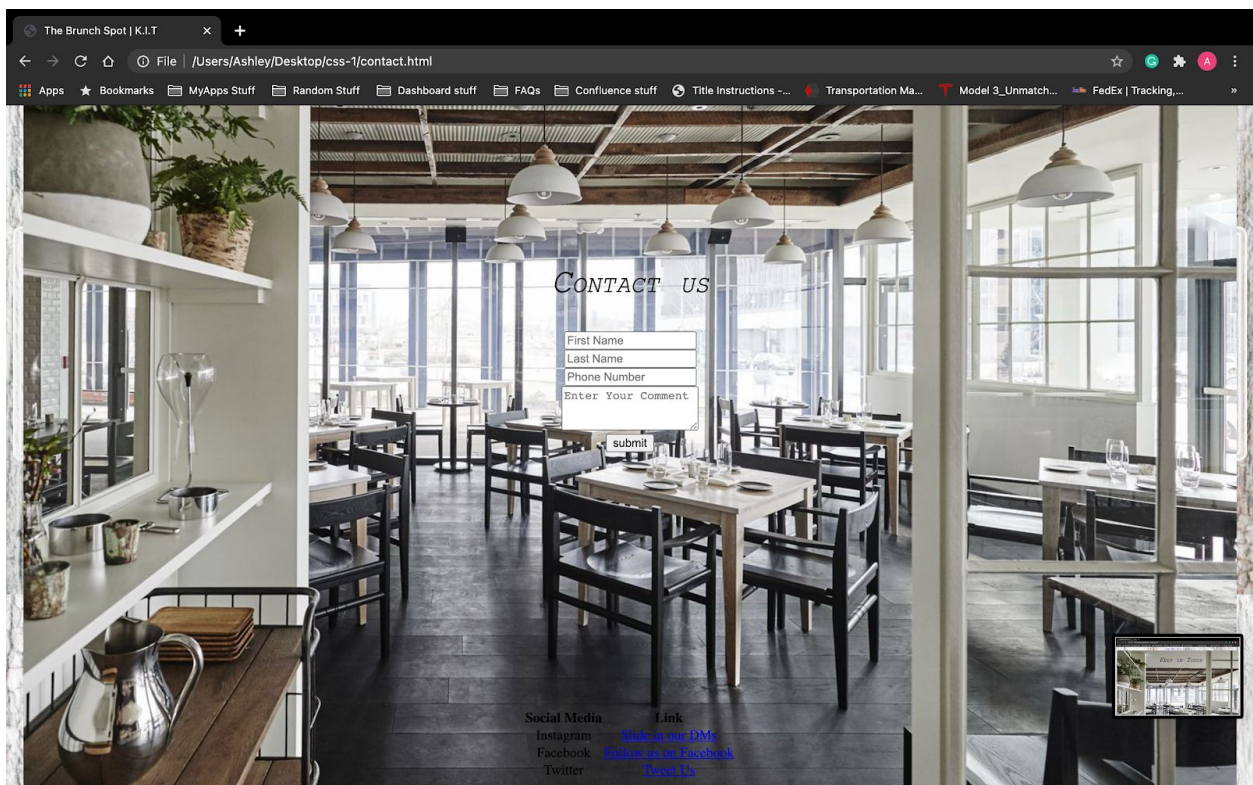 The Brunch Spot | K.I.T
File | /Users/Ashley/Desktop/css-1/contact.html
A
Apps Bookmarks MyApps Stuff Random Stuff Dashboard stuff FAQs Confluence stuff Title Instructions -... Transportation Ma... Model 3_Unmatch... FedEx | Tracking,... »
Contact us
First Name
Last Name
Phone Number
Enter Your Comment
submit
Keep in Touch
Social Media Link
Instagram Slide in our DMs
Facebook Follow us on Facebook
Twitter Tweet Us